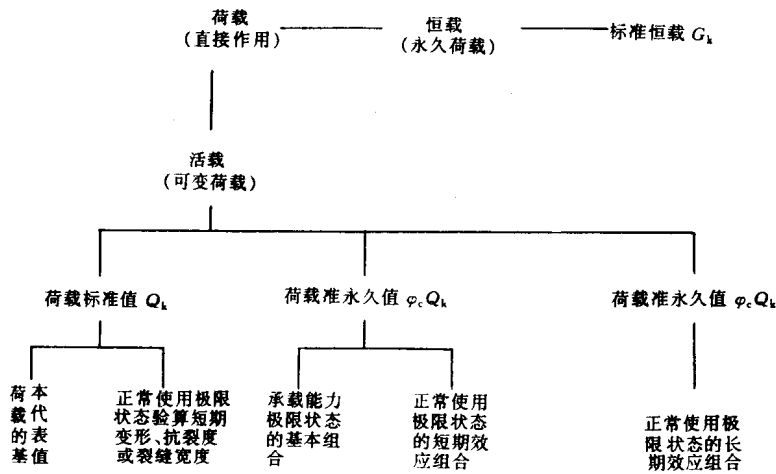 荷载
(直接作用)
恒载
(永久荷载)
标准恒载 Gk
活载
(可变荷载)
荷载标准值 Qk
荷载准永久值 φcQk
荷载准永久值 φcQk
荷本
载代
的表
基值
正常使用极限
状态验算短期
变形、抗裂度
或裂缝宽度
承载能力
极限状态
的基本组
合
正常使用
极限状态
的短期效
应组合
正常使用极
限状态的长
期效应组合